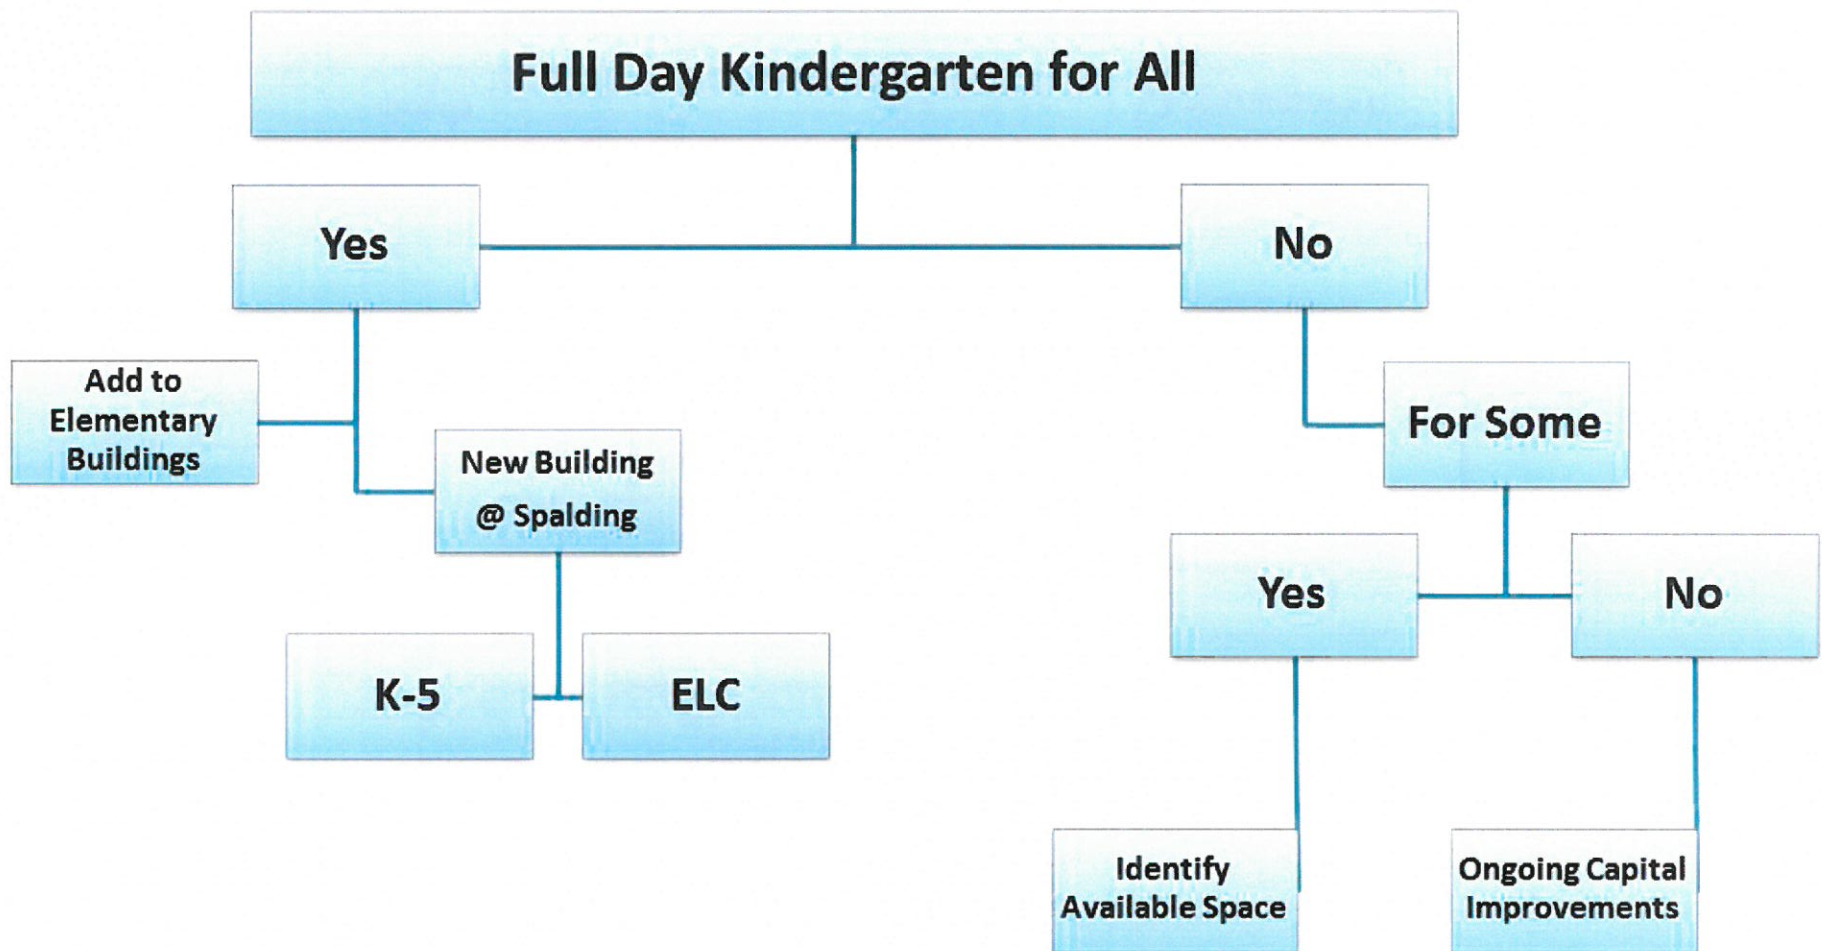 Full Day Kindergarten for All
Yes
No
Add to
Elementary
Buildings
New Building
@ Spalding
For Some
Yes
No
K-5
ELC
Identify
Available Space
Ongoing Capital
Improvements